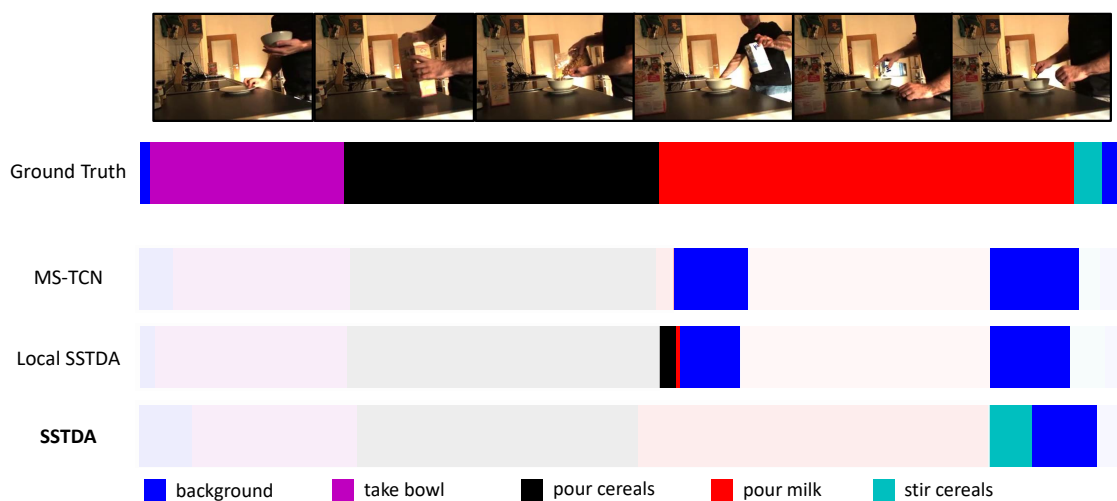 Ground Truth
MS-TCN
Local SSTDA
SSTDA
background take bowl pour cereals pour milk stir cereals